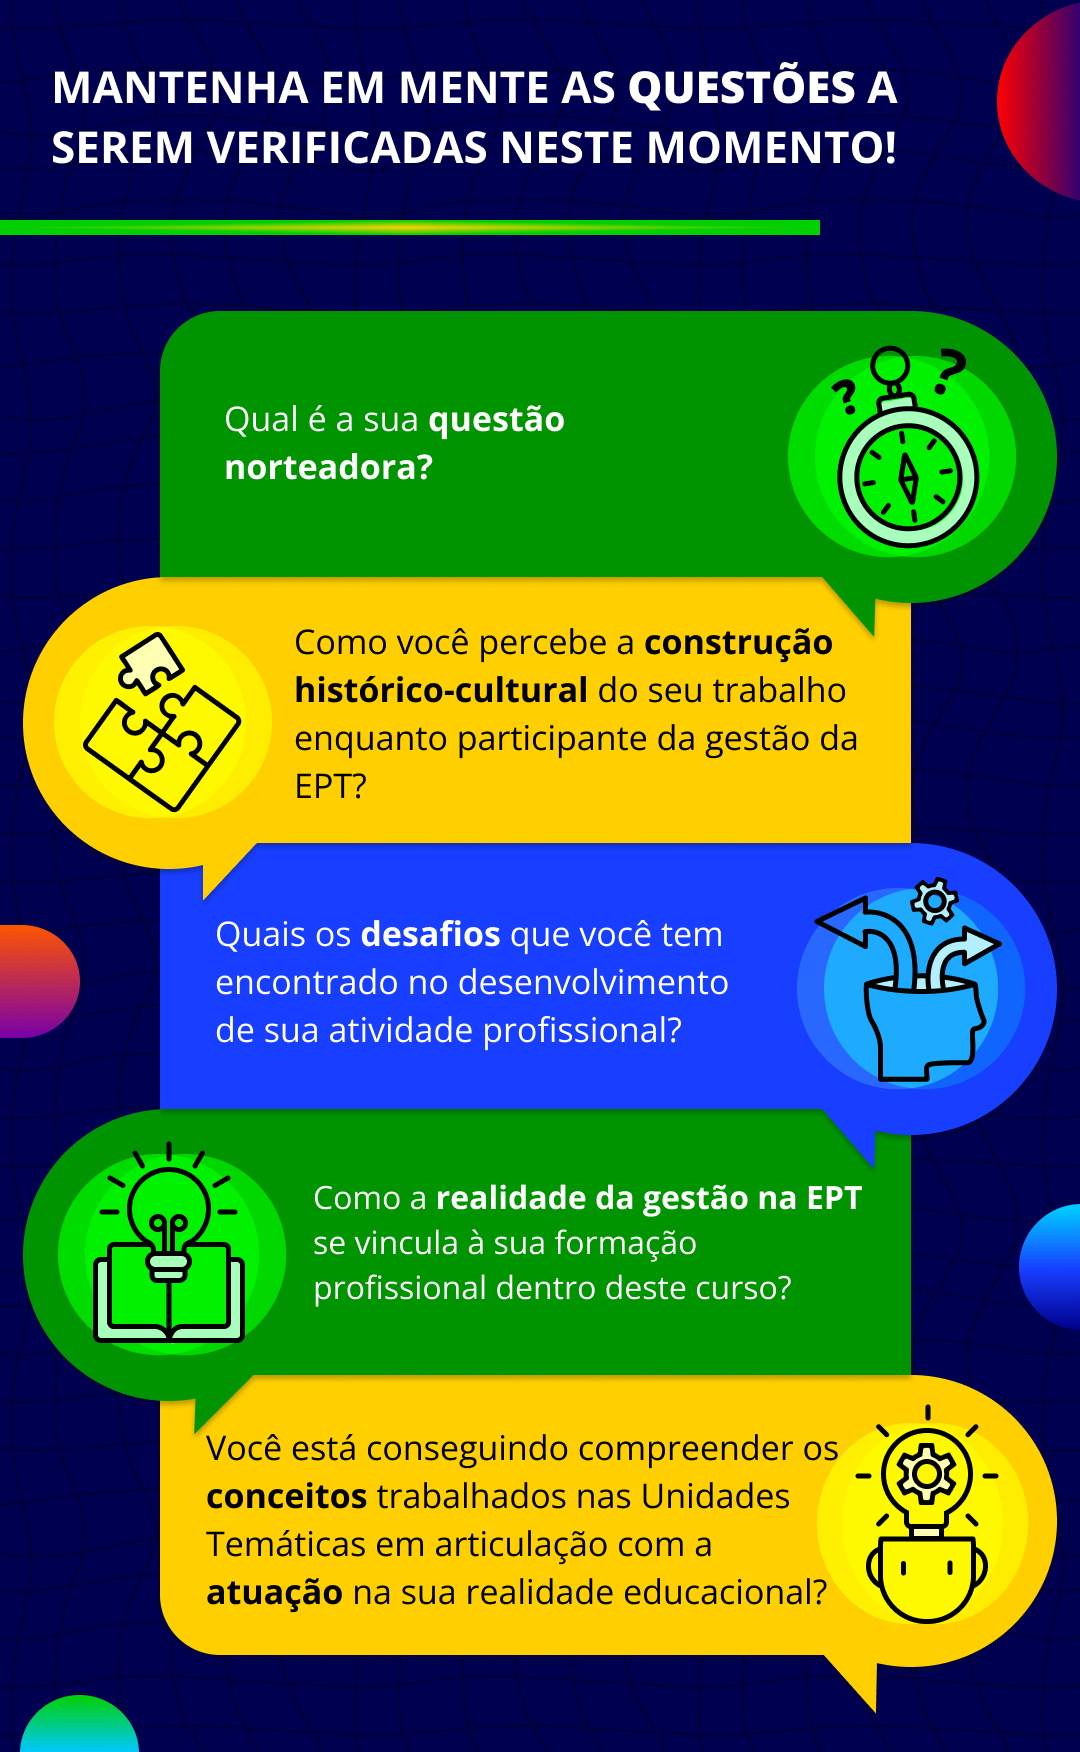 MANTENHA EM MENTE AS QUESTÕES A
SEREM VERIFICADAS NESTE MOMENTO!
Qual é a sua questão
norteadora?
Como você percebe a construção
histórico-cultural do seu trabalho
enquanto participante da gestão da
EPT?
Quais os desafios que você tem
encontrado no desenvolvimento
de sua atividade profissional?
Como a realidade da gestão na EPT
se vincula à sua formação
profissional dentro deste curso?
Você está conseguindo compreender os
conceitos trabalhados nas Unidades
Temáticas em articulação com a
atuação na sua realidade educacional?